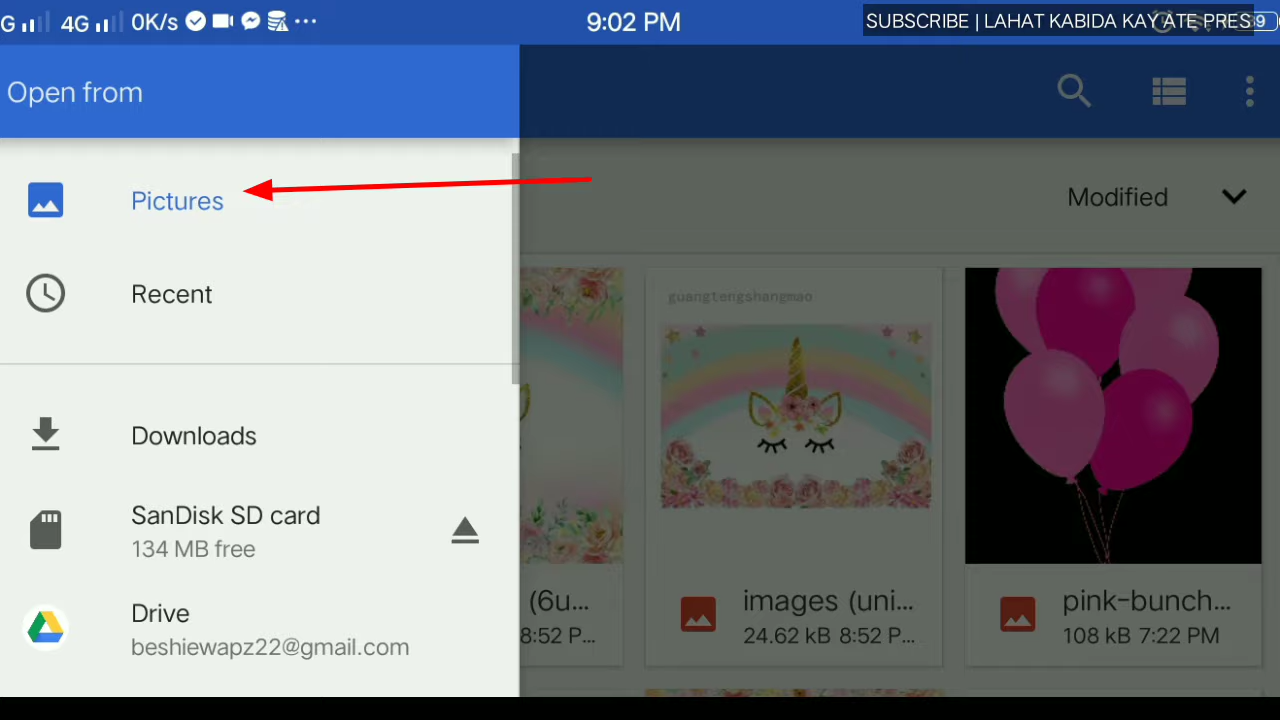 G 4G 0K/s ... 9:02 PM SUBSCRIBE | LAHAT KABIDA KAY ATE PRES 39
Open from
Pictures
Modified
Recent
guangtengshangmao
Downloads
SanDisk SD card
134 MB free
(6u... images (uni... pink-bunch...
8:52 P... 24.62 kB 8:52 P... 108 kB 7:22 PM
Drive
beshiewapz22@gmail.com